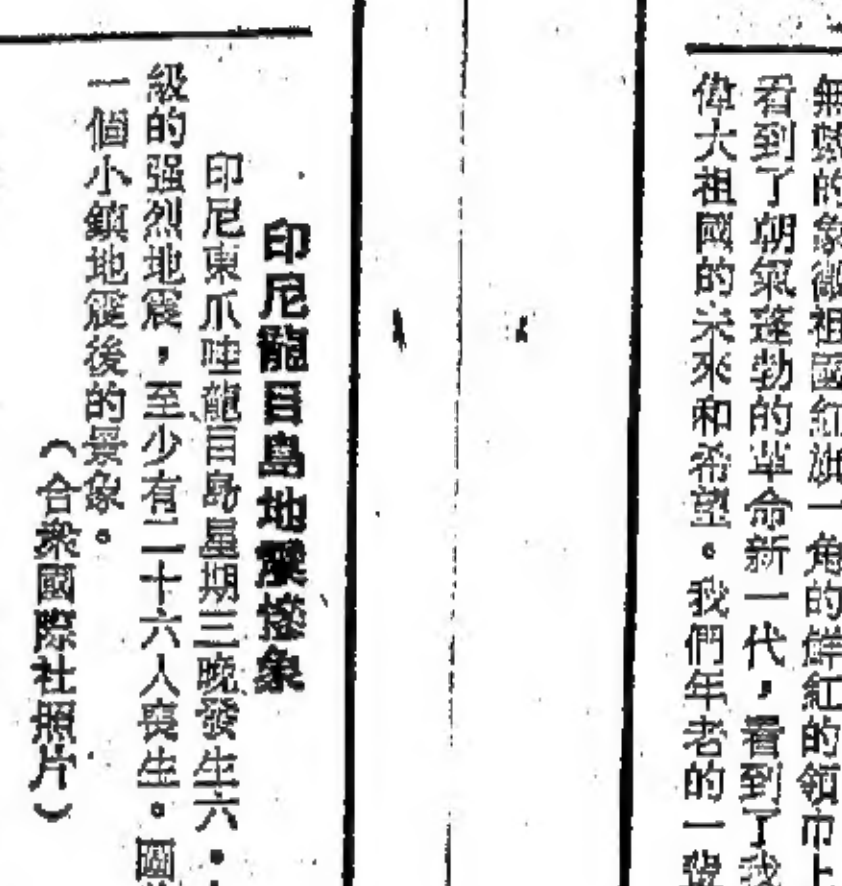 無數的象徵祖國紅旗一角的鮮紅的領巾上
看到了朝氣蓬勃的革命新一代，看到了我
偉大祖國的未來和希望。我們年老的一輩
印尼龍目島地震慘象
印尼東爪哇龍目島星期三晚發生六．
級的强烈地震，至少有二十六人喪生。圖
一個小鎮地震後的景象。
（合衆國際社照片）